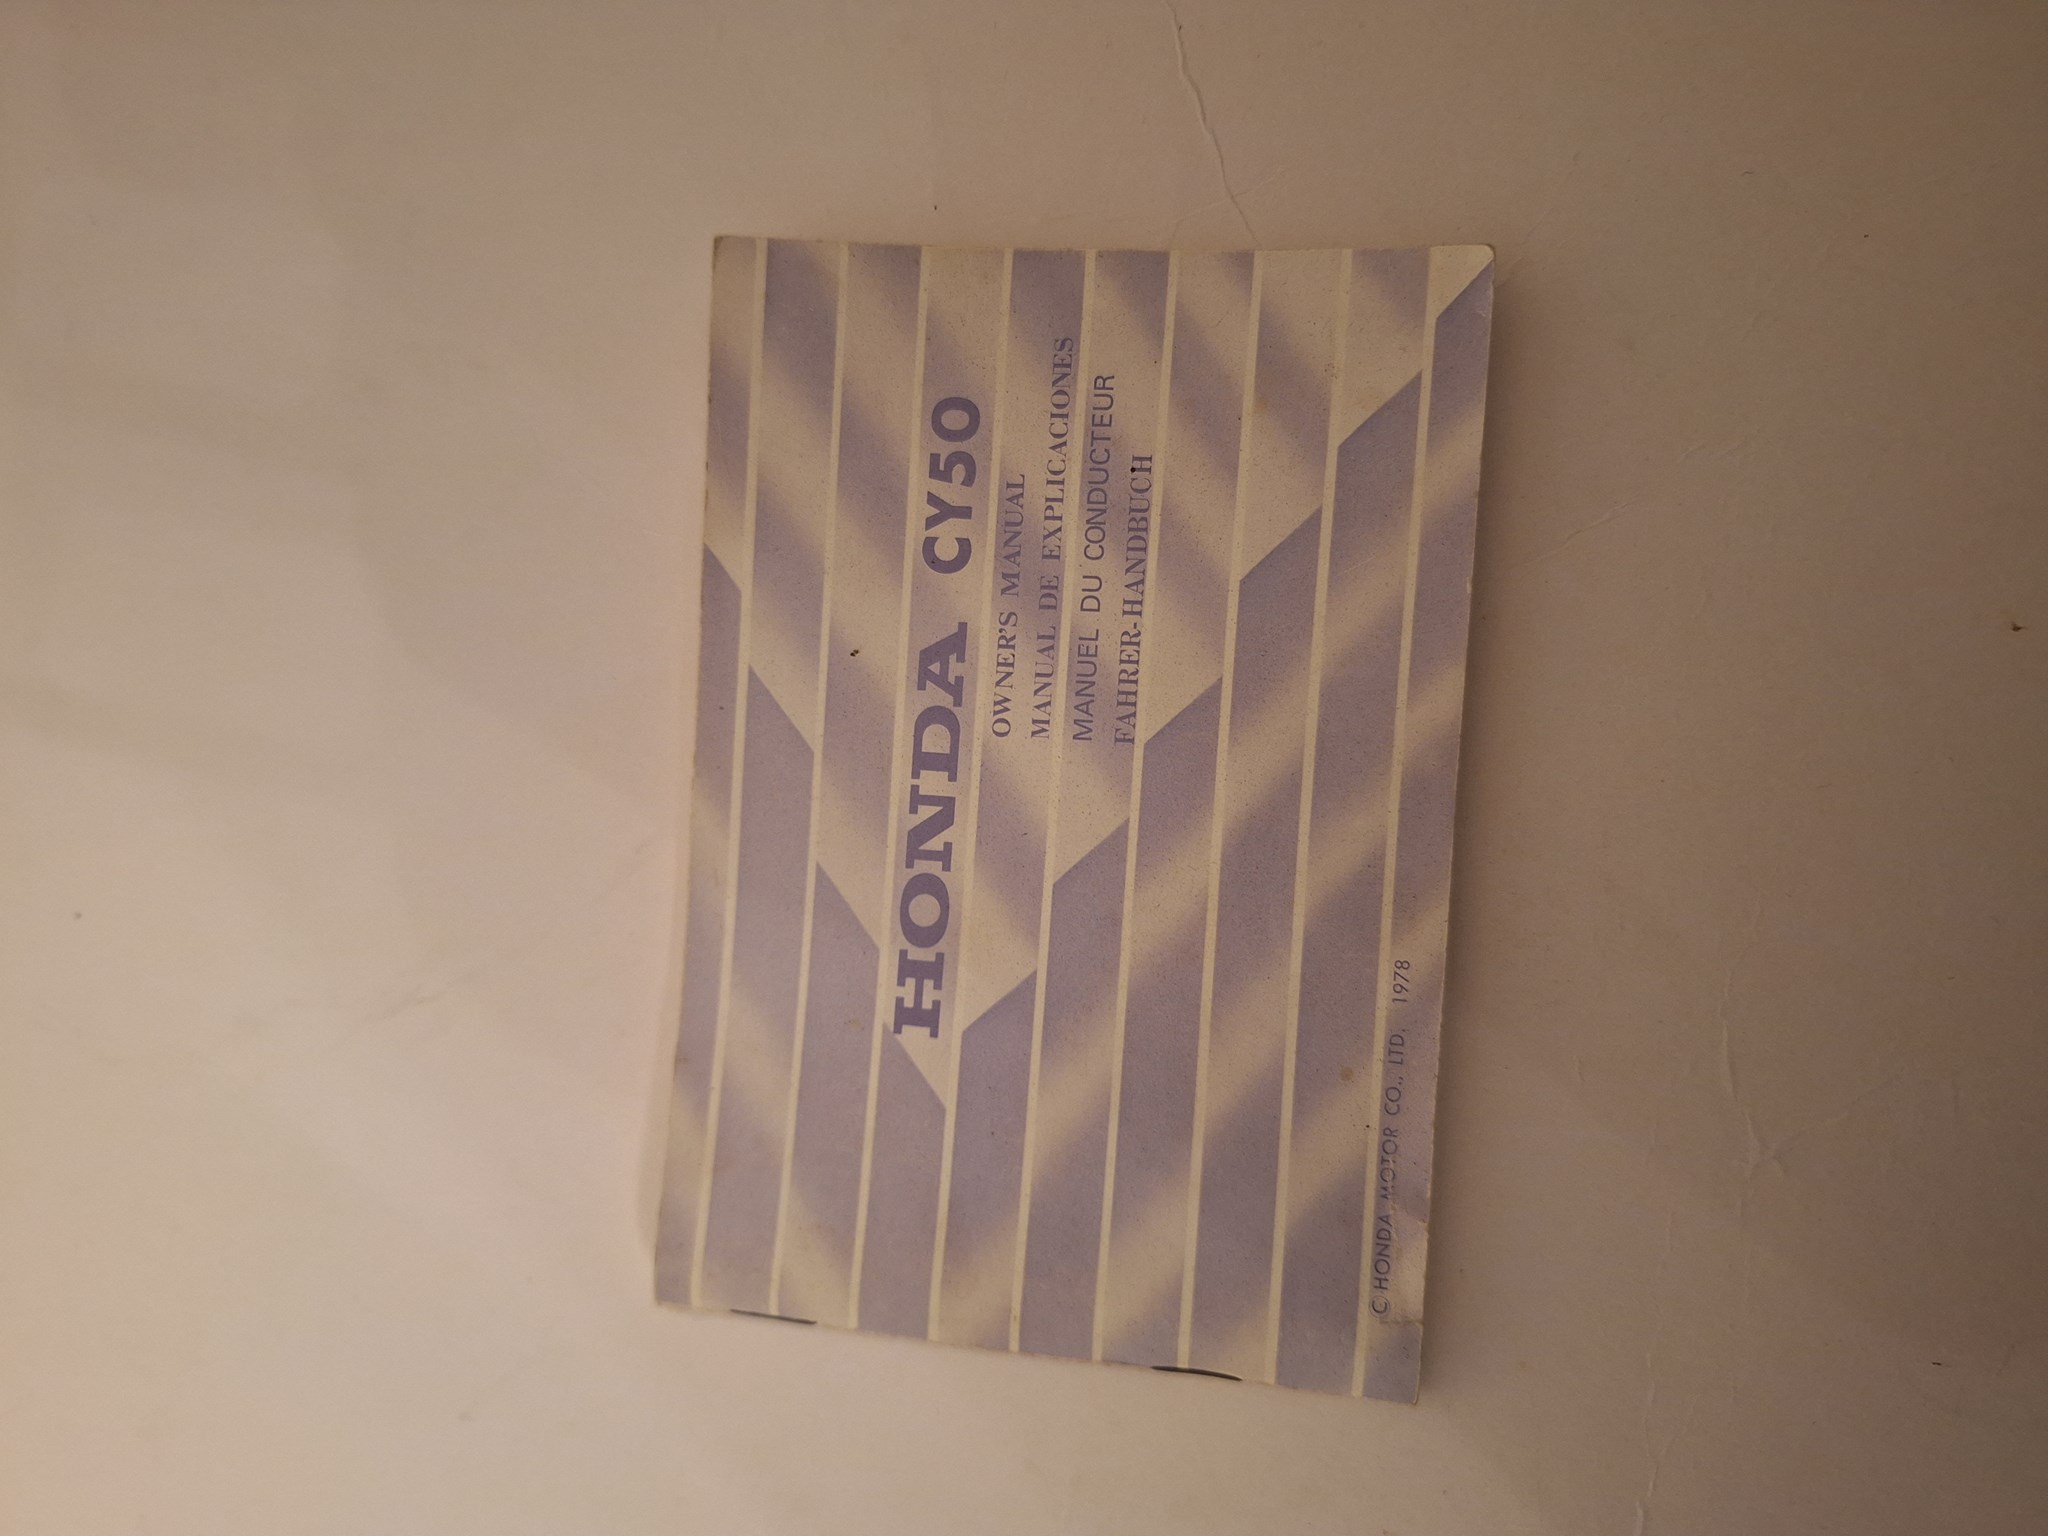 HONDA CY50
OWNER'S MANUAL
MANUAL DE EXPLICACIONES
MANUEL DU CONDUCTEUR
FAHRER-HANDBUCH
C HONDA MOTOR CO., LTD. 1978